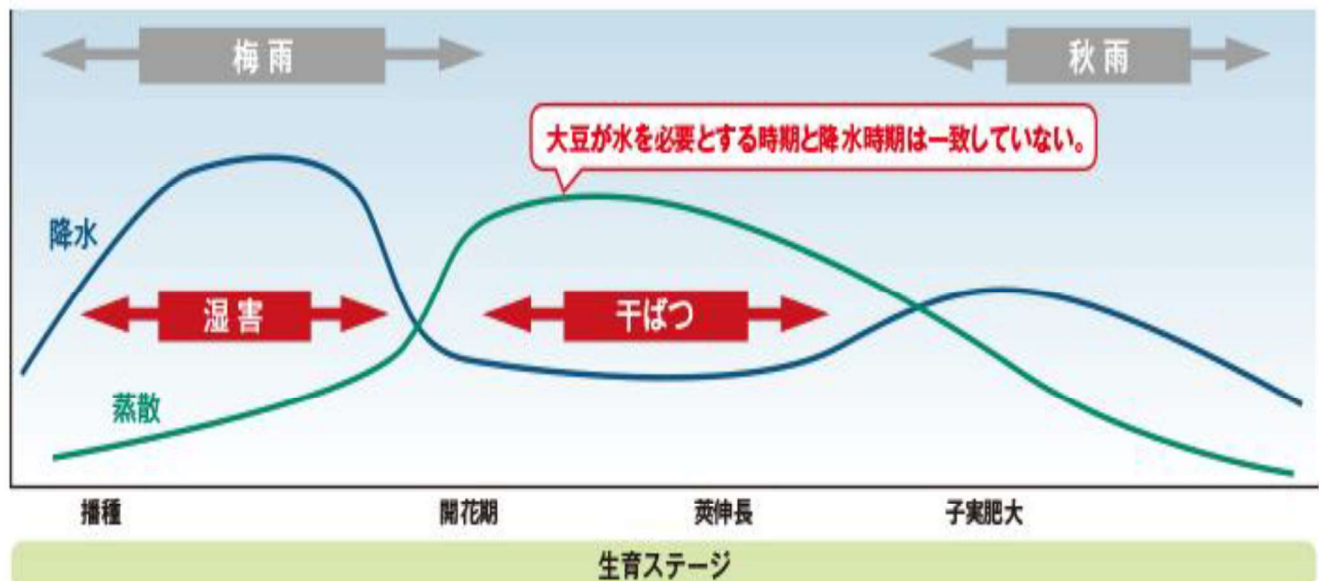 梅雨
秋雨
大豆が水を必要とする時期と降水時期は一致していない。
降水
湿害
干ばつ
蒸散
播種
開花期
莢伸長
子実肥大
生育ステージ